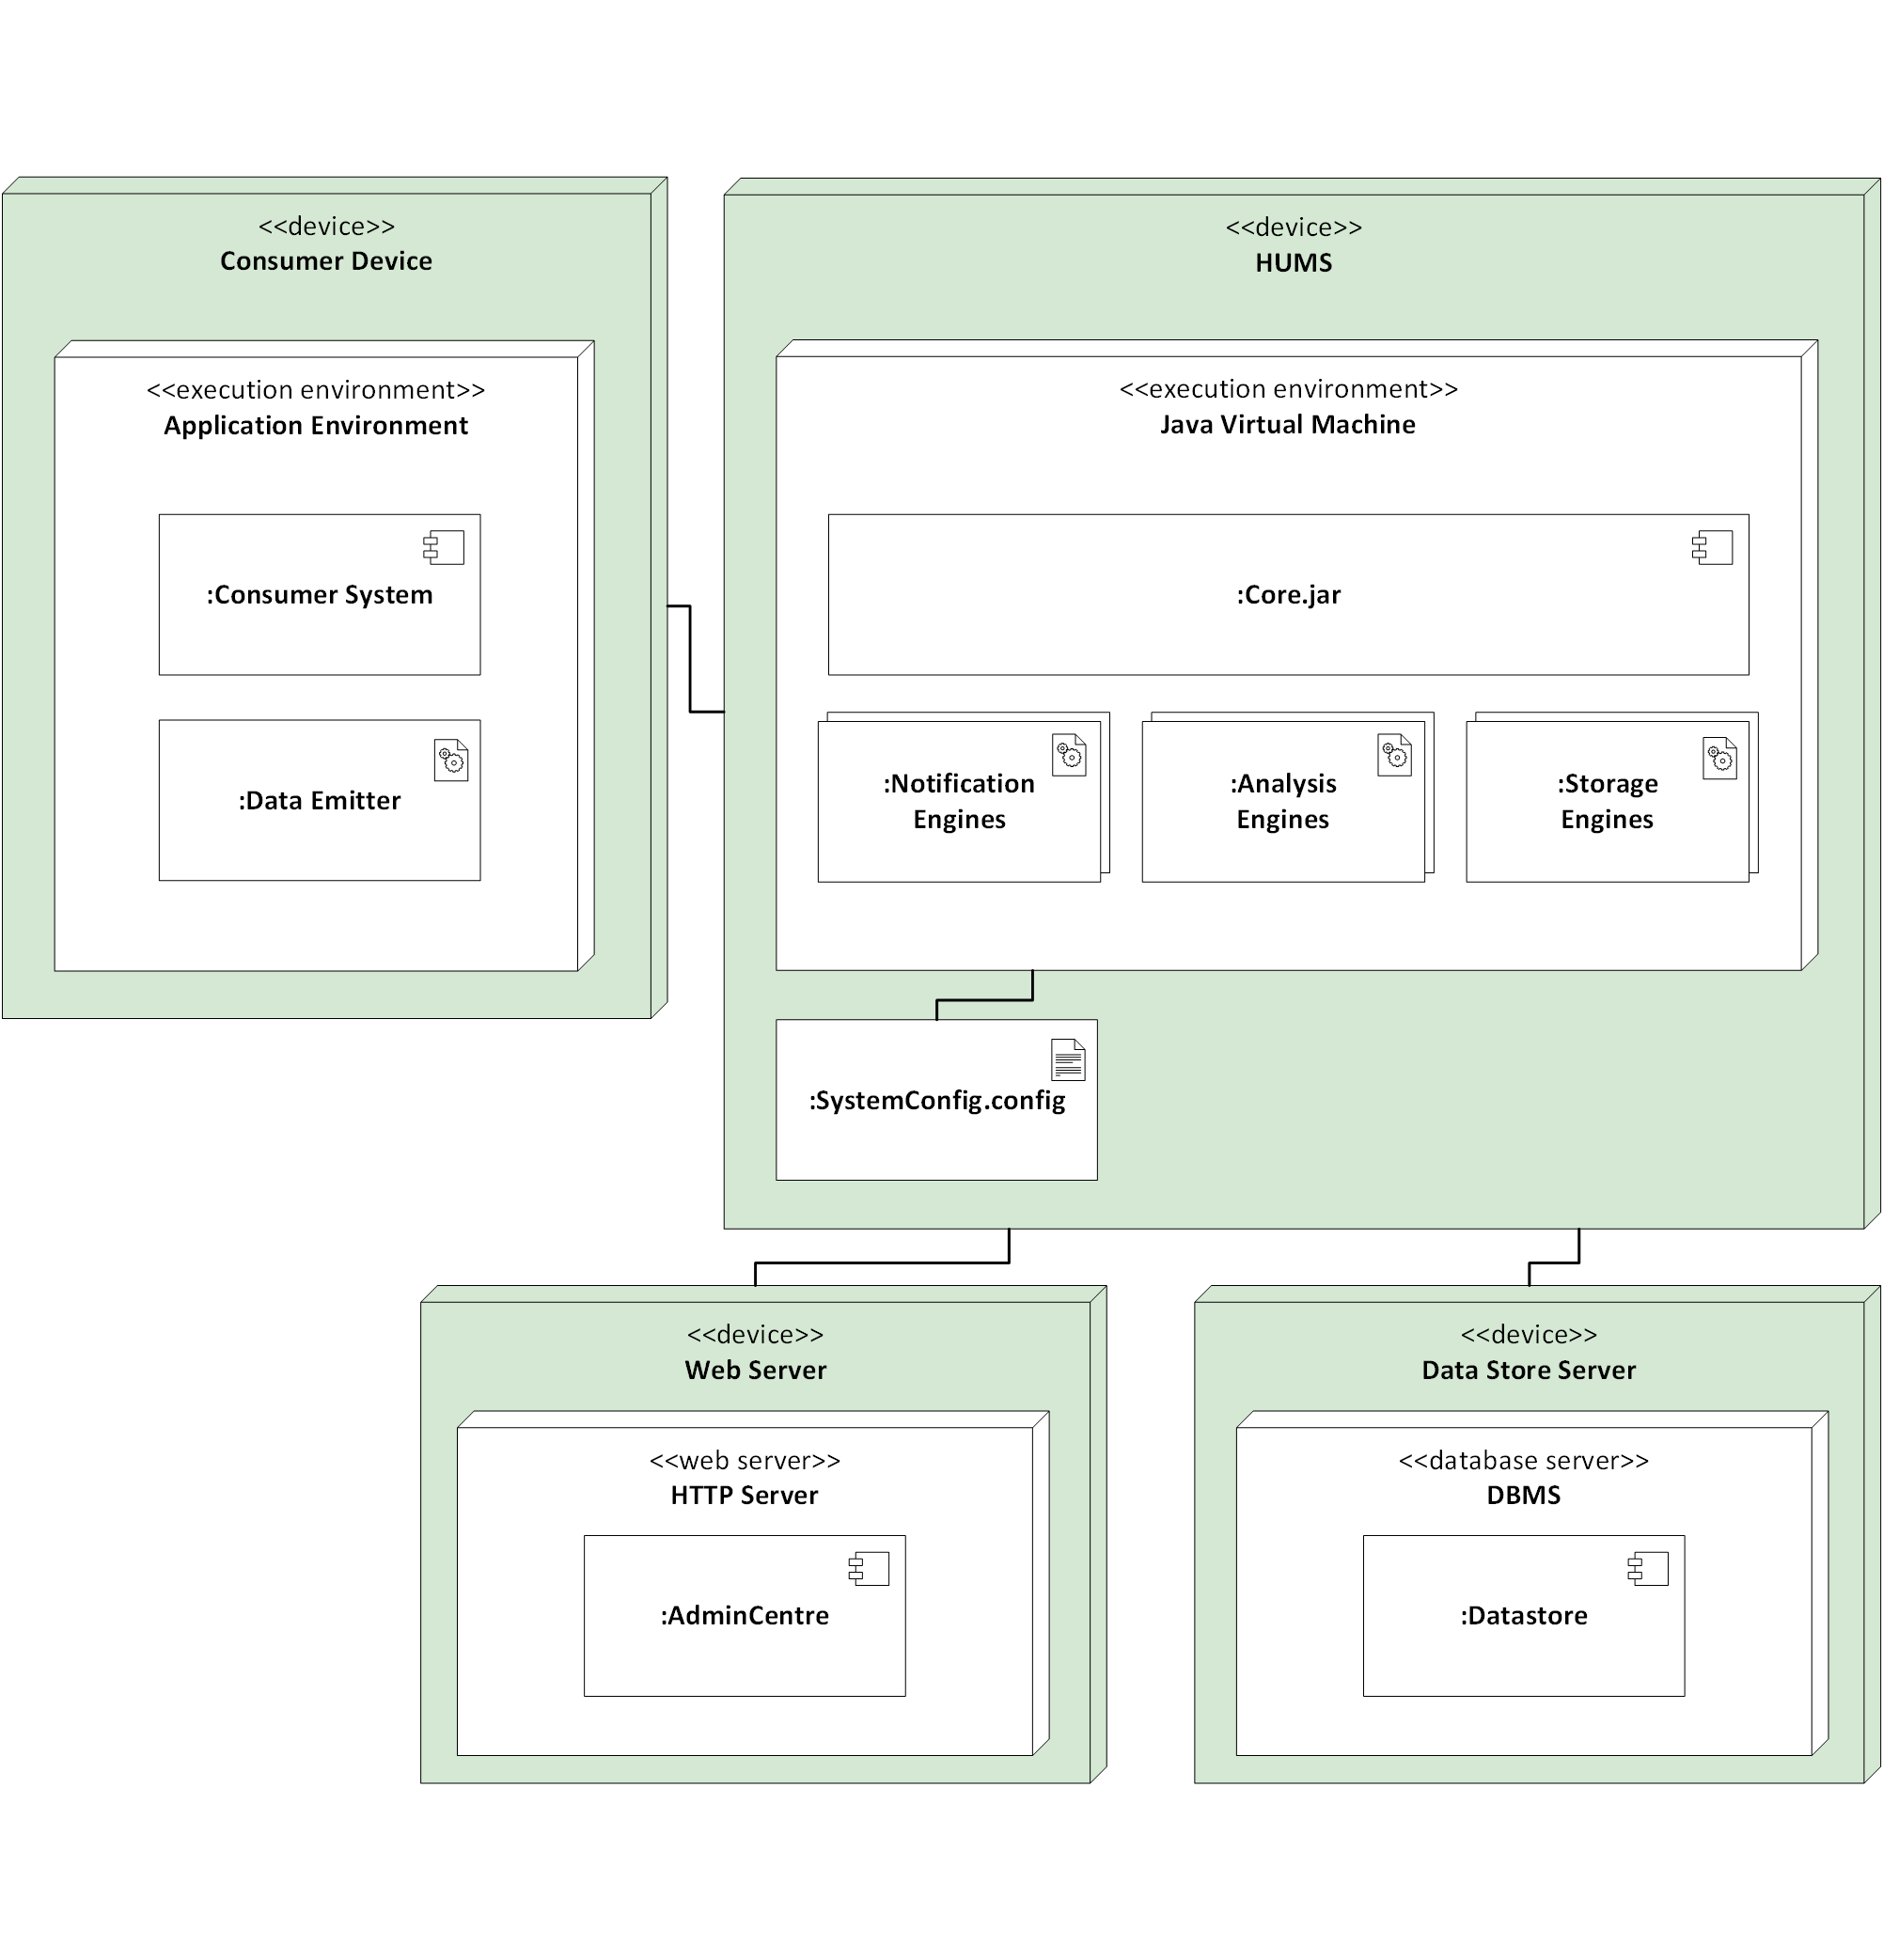 <<device>>
Consumer Device
<<execution environment>>
Application Environment
:Consumer System
:Data Emitter
<<device>>
HUMS
<<execution environment>>
Java Virtual Machine
:Core.jar
:Notification
Engines
:Analysis
Engines
:Storage
Engines
:SystemConfig.config
<<device>>
Web Server
<<web server>>
HTTP Server
:AdminCentre
<<device>>
Data Store Server
<<database server>>
DBMS
:Datastore